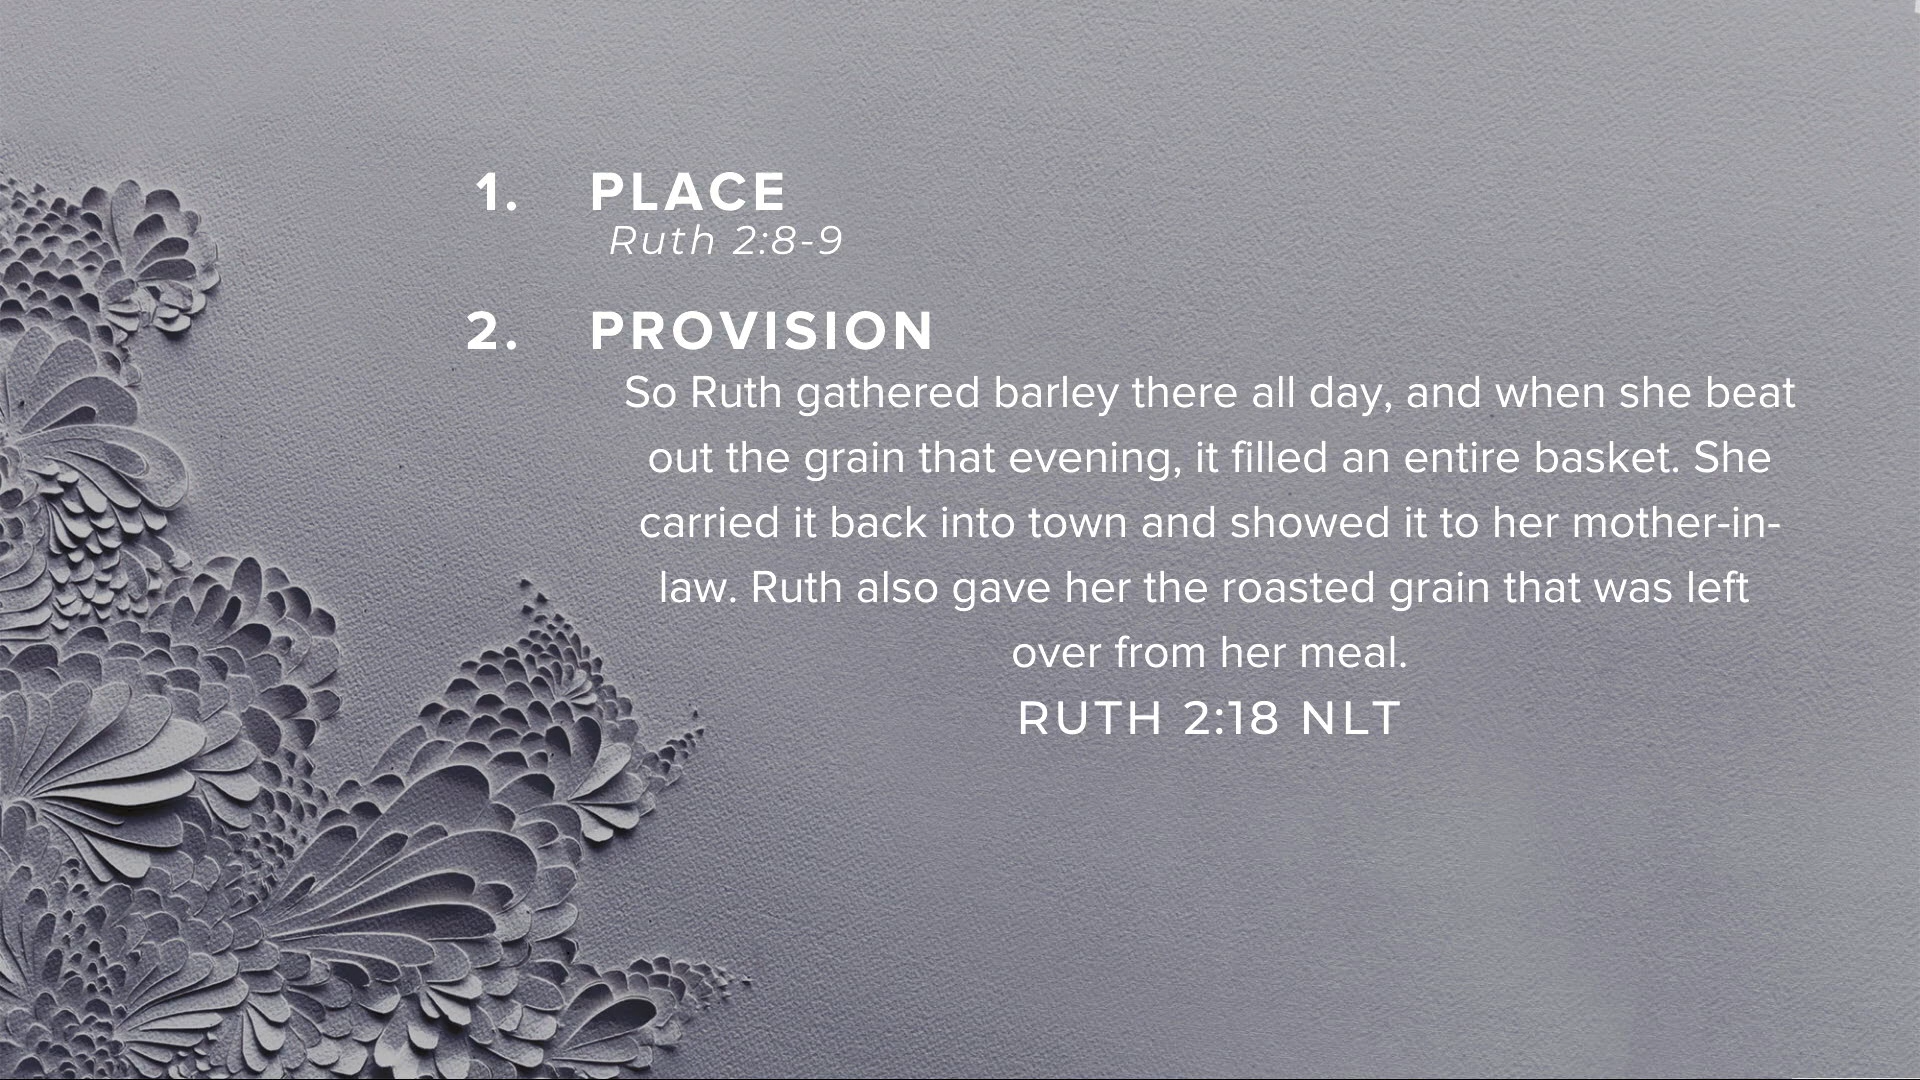 1. PLACE
Ruth 2:8-9
2. PROVISION
So Ruth gathered barley there all day, and when she beat
out the grain that evening, it filled an entire basket. She
carried it back into town and showed it to her mother-in-
law. Ruth also gave her the roasted grain that was left
over from her meal.
RUTH 2:18 NLT